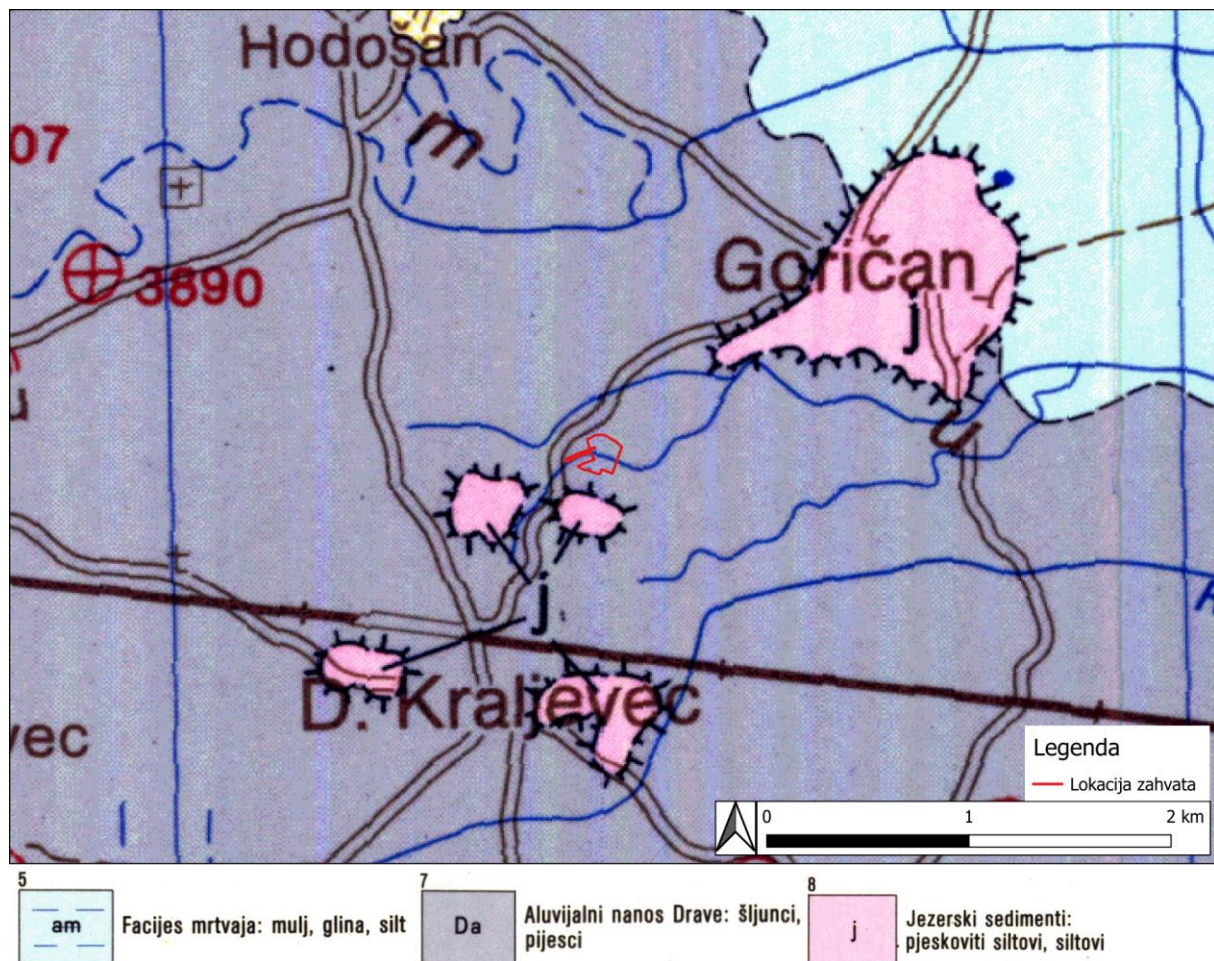 Hodošan
m
07
3890
Goričan
j
u
u
j
D. Kraljevec
vec
Legenda
Lokacija zahvata
0 1 2 km
5
am
Facijes mrtvaja: mulj, glina, silt
7
Da
Aluvijalni nanos Drave: šljunci,
pijesci
8
j
Jezerski sedimenti:
pjeskoviti siltovi, siltovi